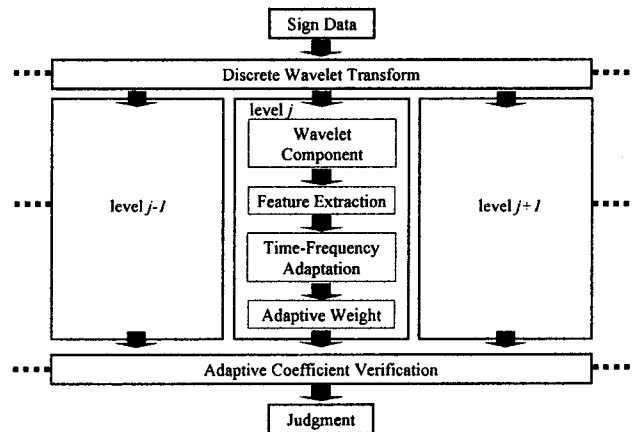 Sign Data
Discrete Wavelet Transform
level j
Wavelet
Component
Feature Extraction
Time-Frequency
Adaptation
Adaptive Weight
level j-1
level j+1
Adaptive Coefficient Verification
Judgment